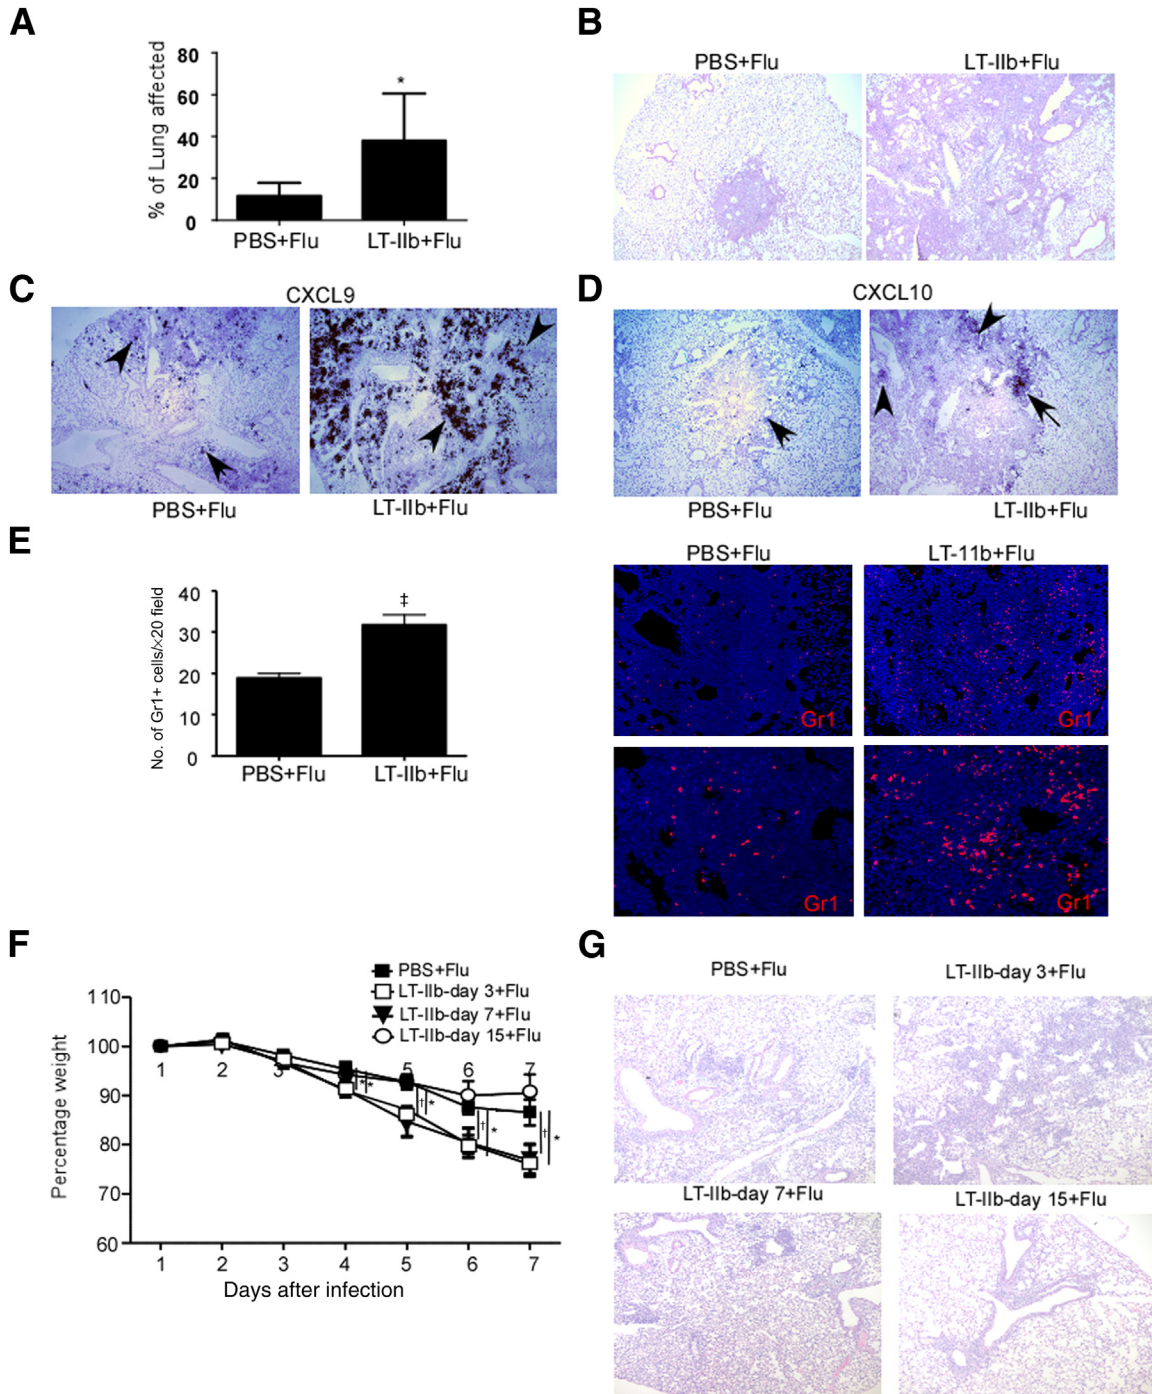 A
% of Lung affected
80
60
40
20
0
*
PBS+Flu
LT-IIb+Flu
B
PBS+Flu
LT-IIb+Flu
C
CXCL9
PBS+Flu
LT-IIb+Flu
D
CXCL10
PBS+Flu
LT-IIb+Flu
E
No. of Gr1+ cells/×20 field
40
30
20
10
0
‡
PBS+Flu
LT-IIb+Flu
PBS+Flu
LT-11b+Flu
Gr1
Gr1
Gr1
Gr1
F
PBS+Flu
LT-IIb-day 3+Flu
LT-IIb-day 7+Flu
LT-IIb-day 15+Flu
Percentage weight
110
100
90
80
70
60
1 2 3 4 5 6 7
**
† *
† *
† *
1 2 3 4 5 6 7
Days after infection
G
PBS+Flu
LT-IIb-day 3+Flu
LT-IIb-day 7+Flu
LT-IIb-day 15+Flu